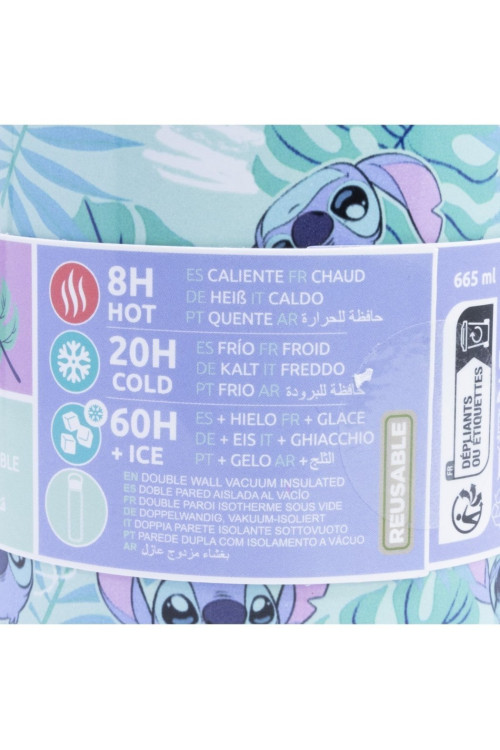 8H
HOT
ES CALIENTE FR CHAUD
DE HEIß IT CALDO
PT QUENTE AR حافظة للحرارة
20H
COLD
ES FRÍO FR FROID
DE KALT IT FREDDO
PT FRIO AR حافظة للبرودة
60H
+ ICE
ES + HIELO FR + GLACE
DE + EIS IT + GHIACCHIO
PT + GELO AR + الثلج
EN DOUBLE WALL VACUUM INSULATED
ES DOBLE PARED AISLADA AL VACÍO
FR DOUBLE PAROI ISOTHERME SOUS VIDE
DE DOPPELWANDIG, VAKUUM-ISOLIERT
IT DOPPIA PARETE ISOLANTE SOTTOVUOTO
PT PAREDE DUPLA COM ISOLAMENTO A VÁCUO
AR بغشاء مزدوج عازل
REUSABLE
665 ml
FR
DÉPLIANTS
OU ÉTIQUETTES